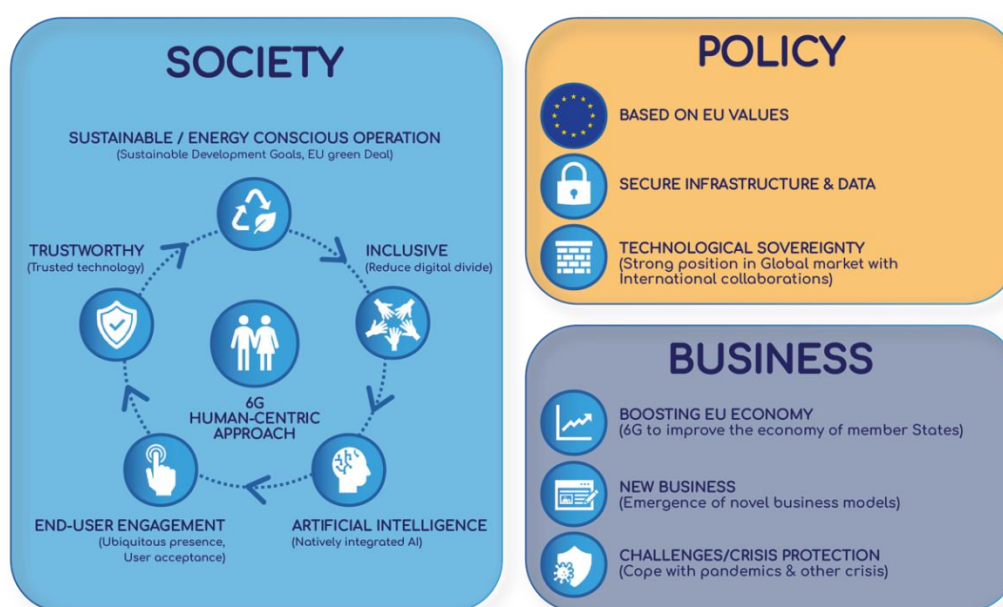 SOCIETY
SUSTAINABLE / ENERGY CONSCIOUS OPERATION
(Sustainable Development Goals, EU green Deal)
TRUSTWORTHY
(Trusted technology)
INCLUSIVE
(Reduce digital divide)
6G
HUMAN-CENTRIC
APPROACH
END-USER ENGAGEMENT
(Ubiquitous presence,
User acceptance)
ARTIFICIAL INTELLIGENCE
(Natively integrated AI)
POLICY
BASED ON EU VALUES
SECURE INFRASTRUCTURE & DATA
TECHNOLOGICAL SOVEREIGNTY
(Strong position in Global market with
International collaborations)
BUSINESS
BOOSTING EU ECONOMY
(6G to improve the economy of member States)
NEW BUSINESS
(Emergence of novel business models)
CHALLENGES/CRISIS PROTECTION
(Cope with pandemics & other crisis)